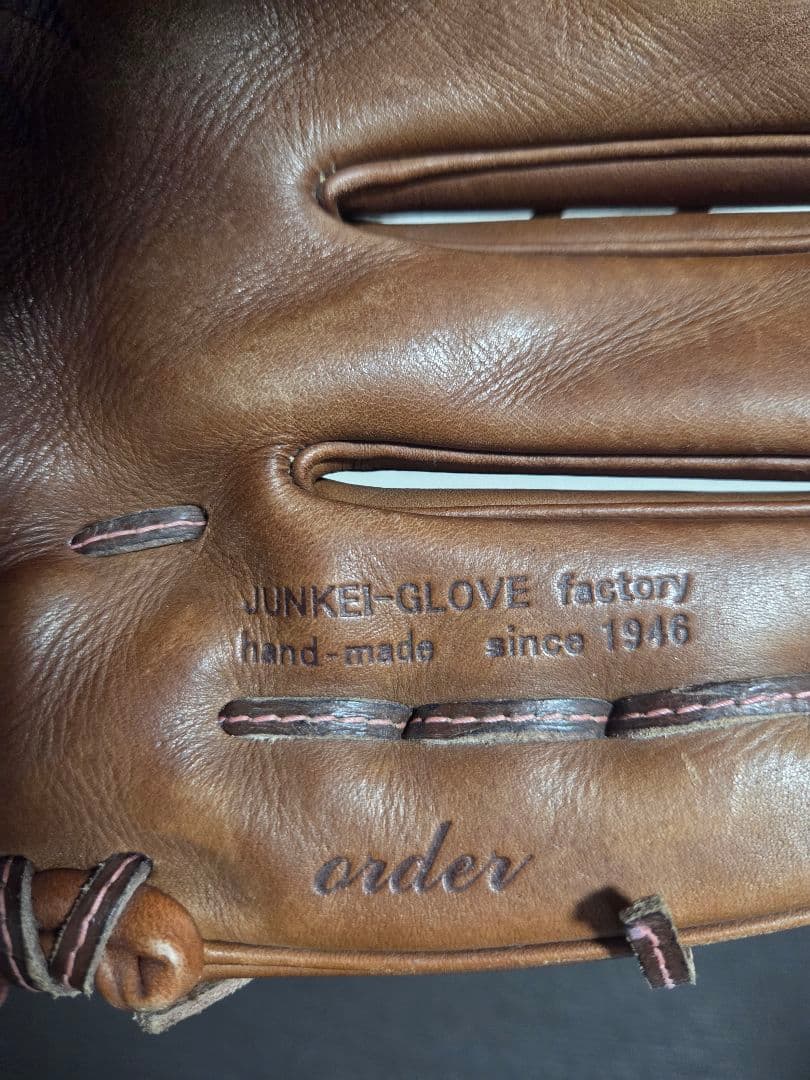 JUNKEI-GLOVE factory
hand-made since 1946
order